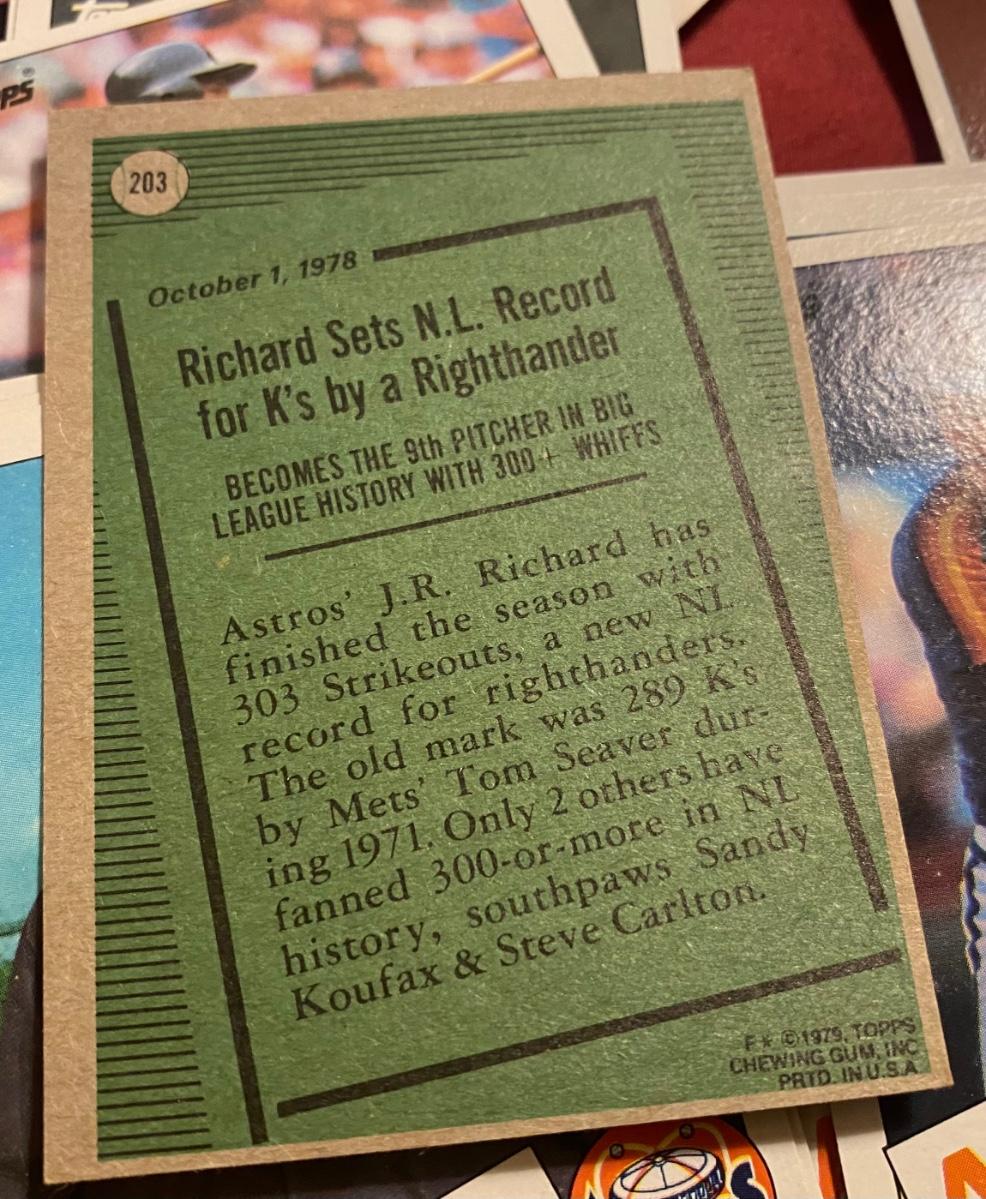 PS®
203
October 1, 1978
Richard Sets N.L. Record
for K's by a Righthander
BECOMES THE 9th PITCHER IN BIG
LEAGUE HISTORY WITH 300+ WHIFFS
Astros' J.R. Richard has
finished the season with
303 Strikeouts, a new NL
record for righthanders.
The old mark was 289 K's
by Mets' Tom Seaver dur-
ing 1971. Only 2 others have
fanned 300-or-more in NL
history, southpaws Sandy
Koufax & Steve Carlton.
F* ©1979, TOPPS
CHEWING GUM, INC
PRTD. IN U.S.A